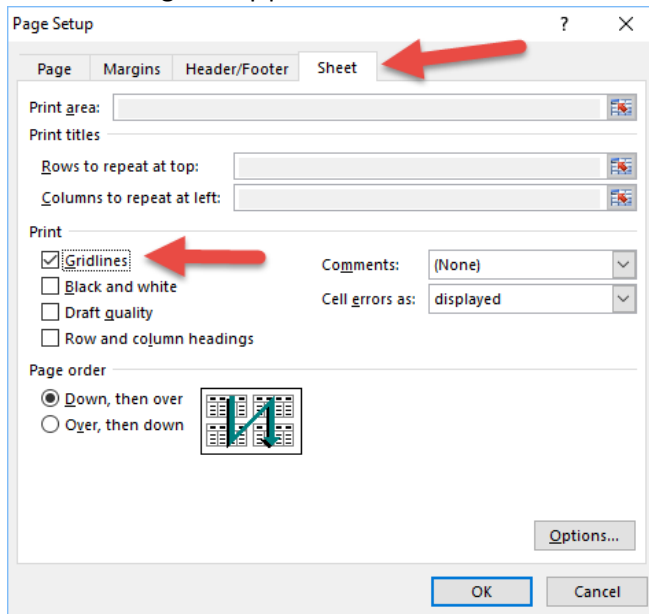 Page Setup ? ×
Page Margins Header/Footer Sheet
Print area:
Print titles
Rows to repeat at top:
Columns to repeat at left:
Print
Gridlines
Comments: (None)
Black and white
Cell errors as: displayed
Draft quality
Row and column headings
Page order
Down, then over
Over, then down
Options...
OK Cancel